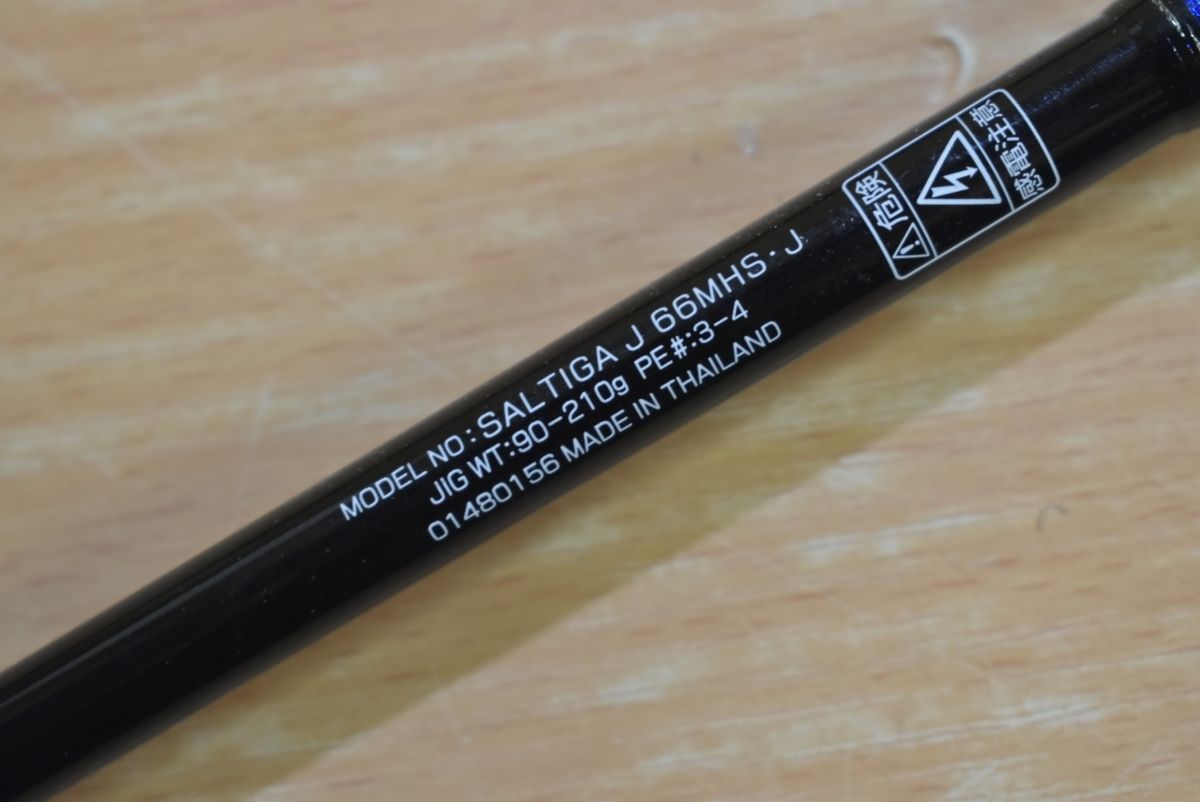 MODEL NO:SALTIGA J 66MHS・J
JIG WT:90-210g PE#:3-4
01480156 MADE IN THAILAND
⚠危険
感電注意